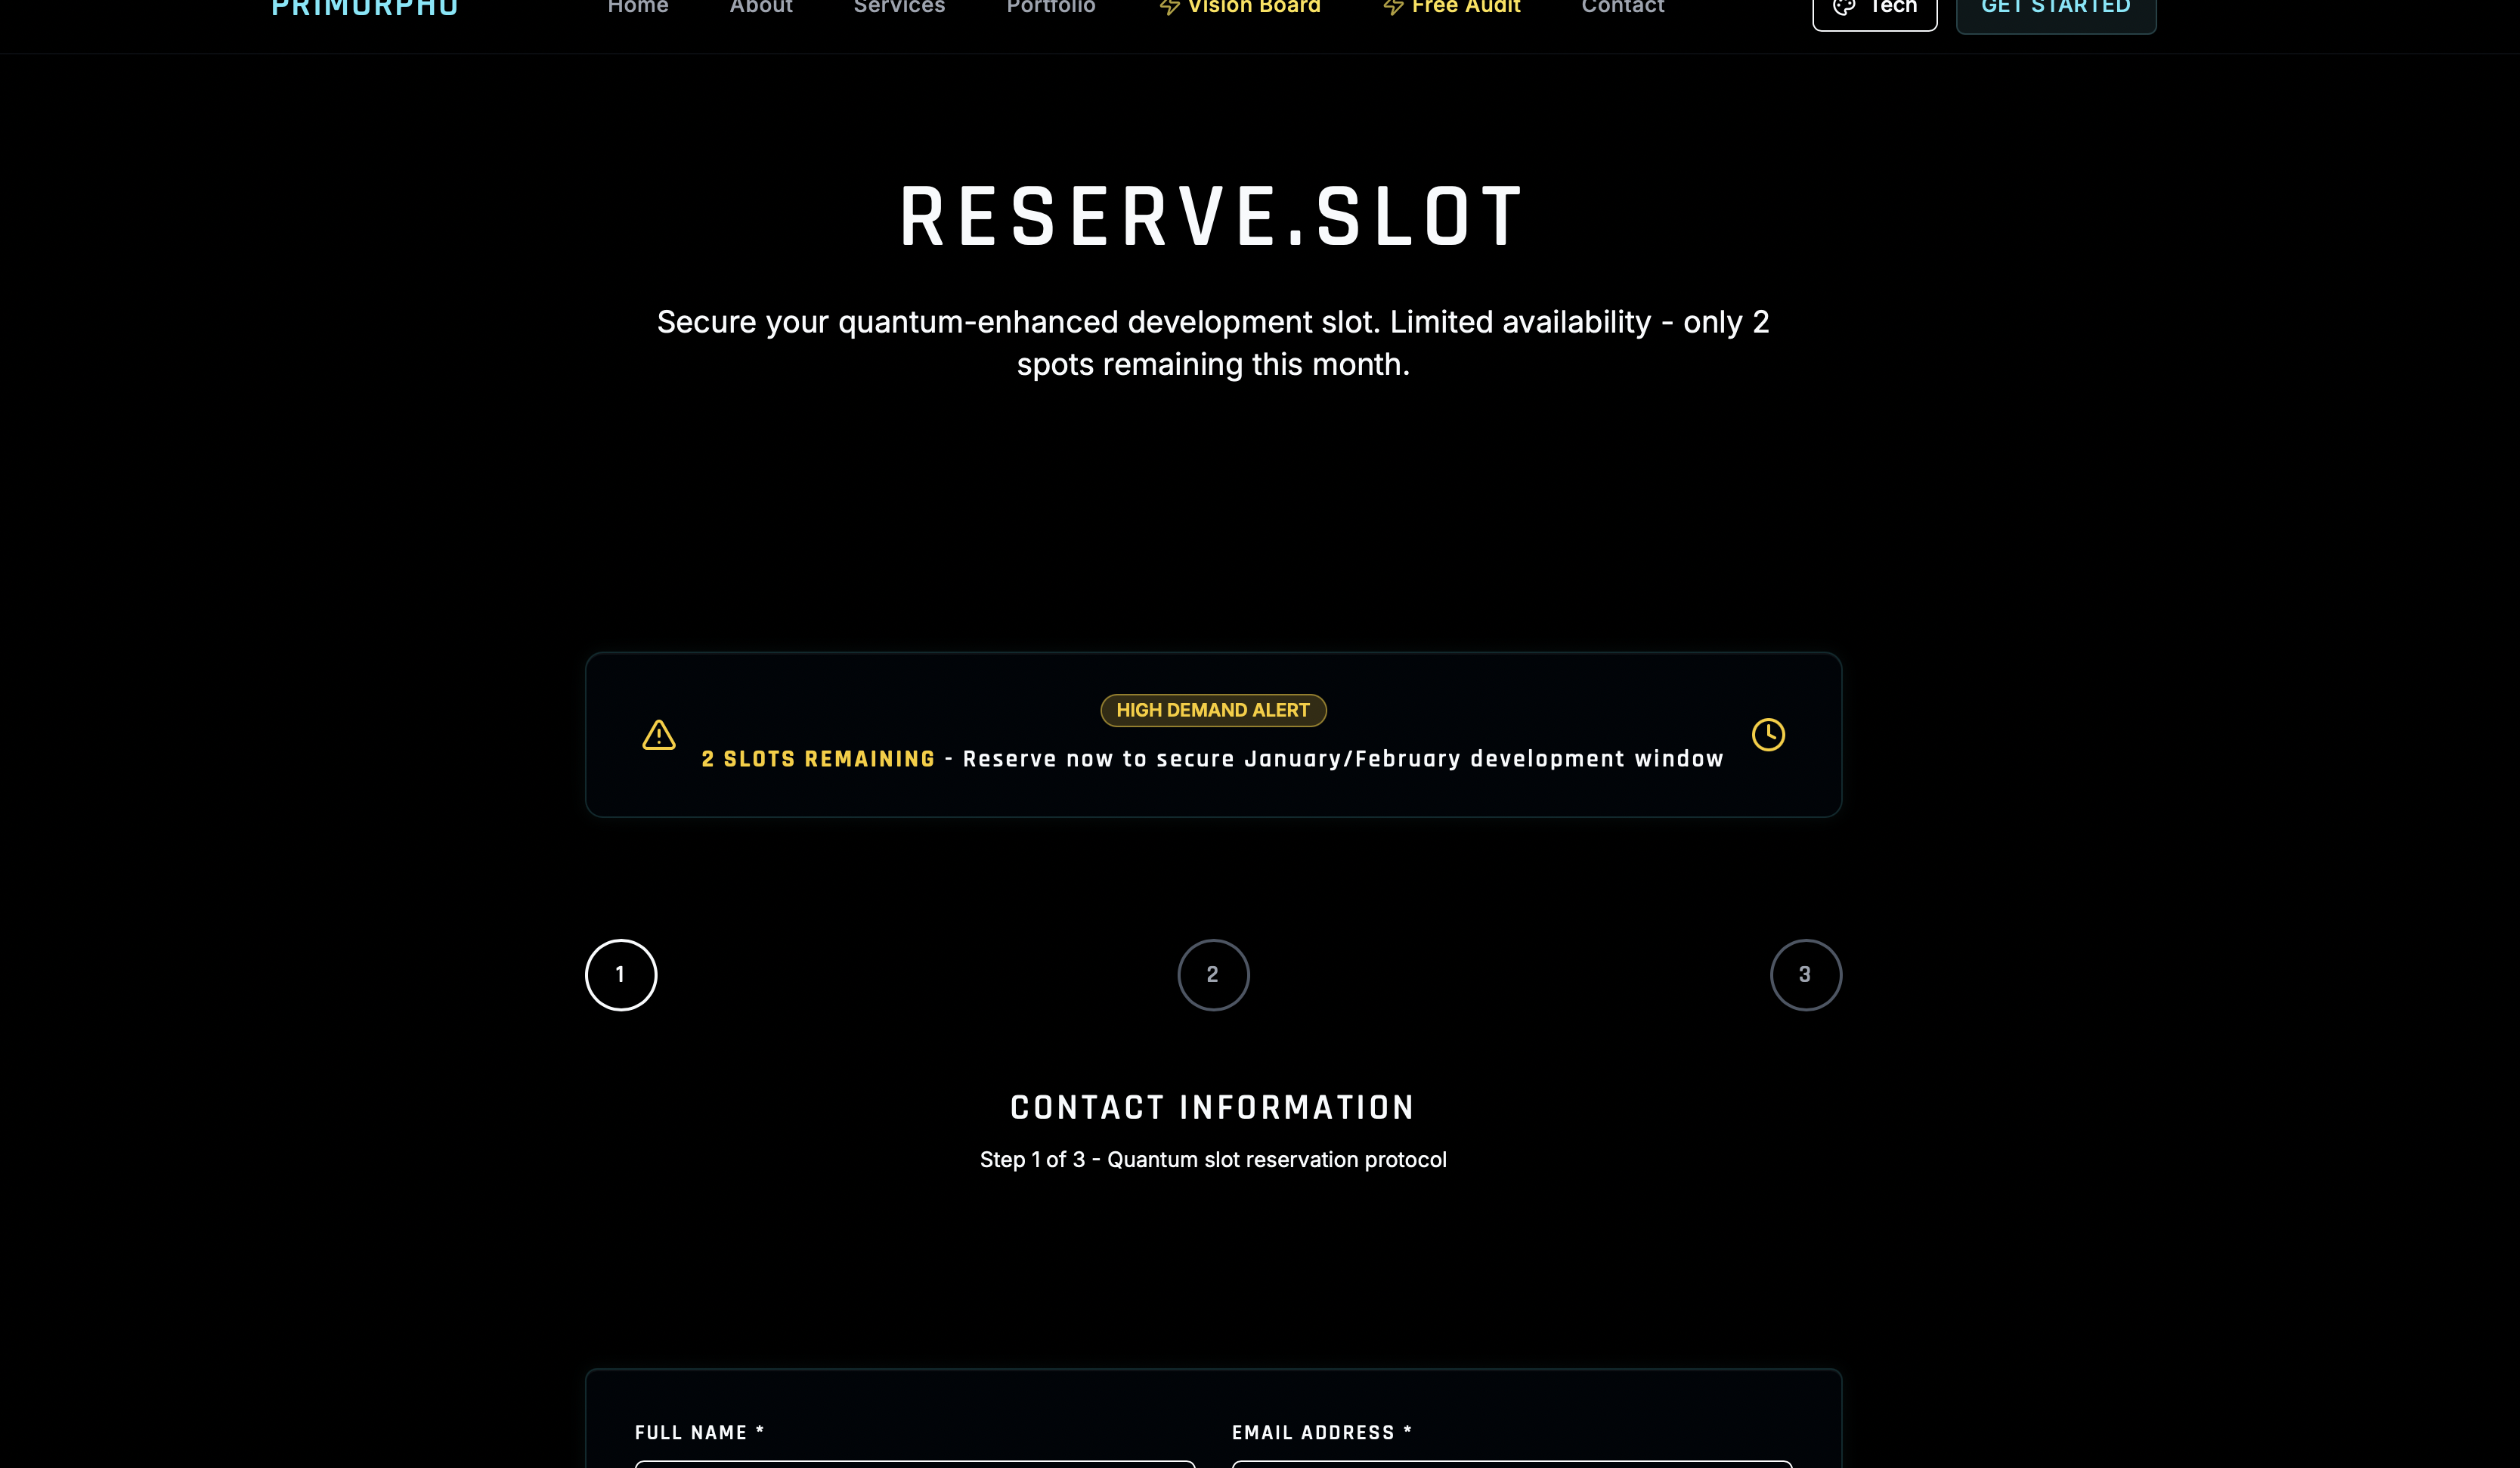 PRIMORPHO
Home About Services Portfolio Vision Board Free Audit Contact Tech GET STARTED
RESERVE.SLOT
Secure your quantum-enhanced development slot. Limited availability - only 2
spots remaining this month.
HIGH DEMAND ALERT
2 SLOTS REMAINING - Reserve now to secure January/February development window
1 2 3
CONTACT INFORMATION
Step 1 of 3 - Quantum slot reservation protocol
FULL NAME * EMAIL ADDRESS *